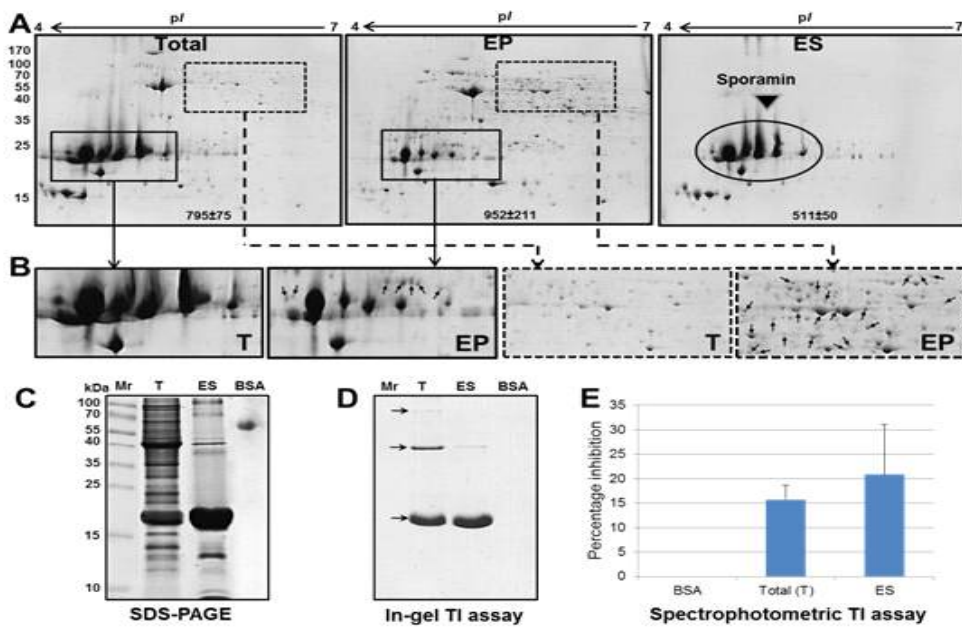 A
4 pI 7
4 pI 7
4 pI 7
Total
EP
ES
170
100
70
55
40
35
25
15
Sporamin
795±75
952±211
511±50
B
T
EP
T
EP
C
kDa Mr T ES BSA
100
70
55
40
35
25
15
10
SDS-PAGE
D
Mr T ES BSA
In-gel TI assay
E
Percentage inhibition
35
30
25
20
15
10
5
0
BSA Total (T) ES
Spectrophotometric TI assay